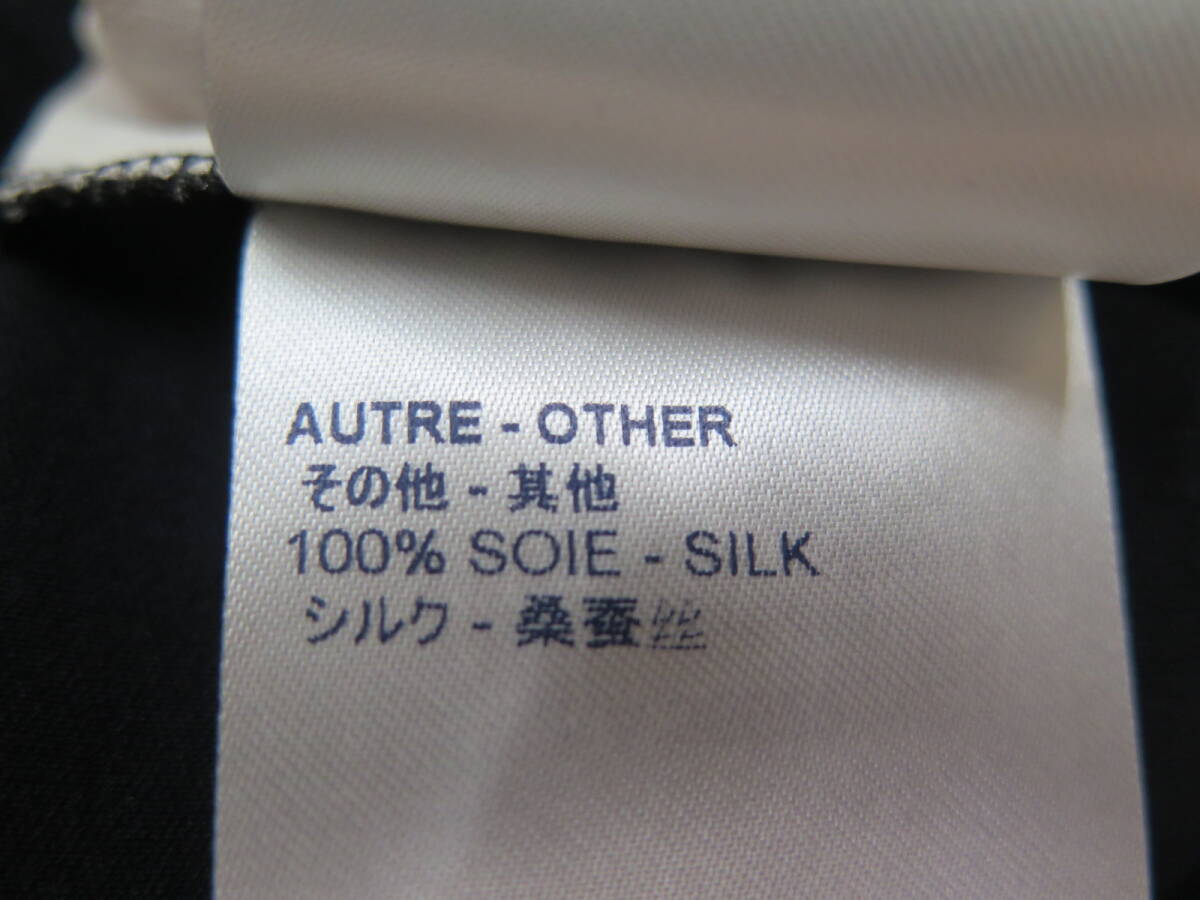 AUTRE - OTHER
その他 - 其他
100% SOIE - SILK
シルク - 桑蚕丝